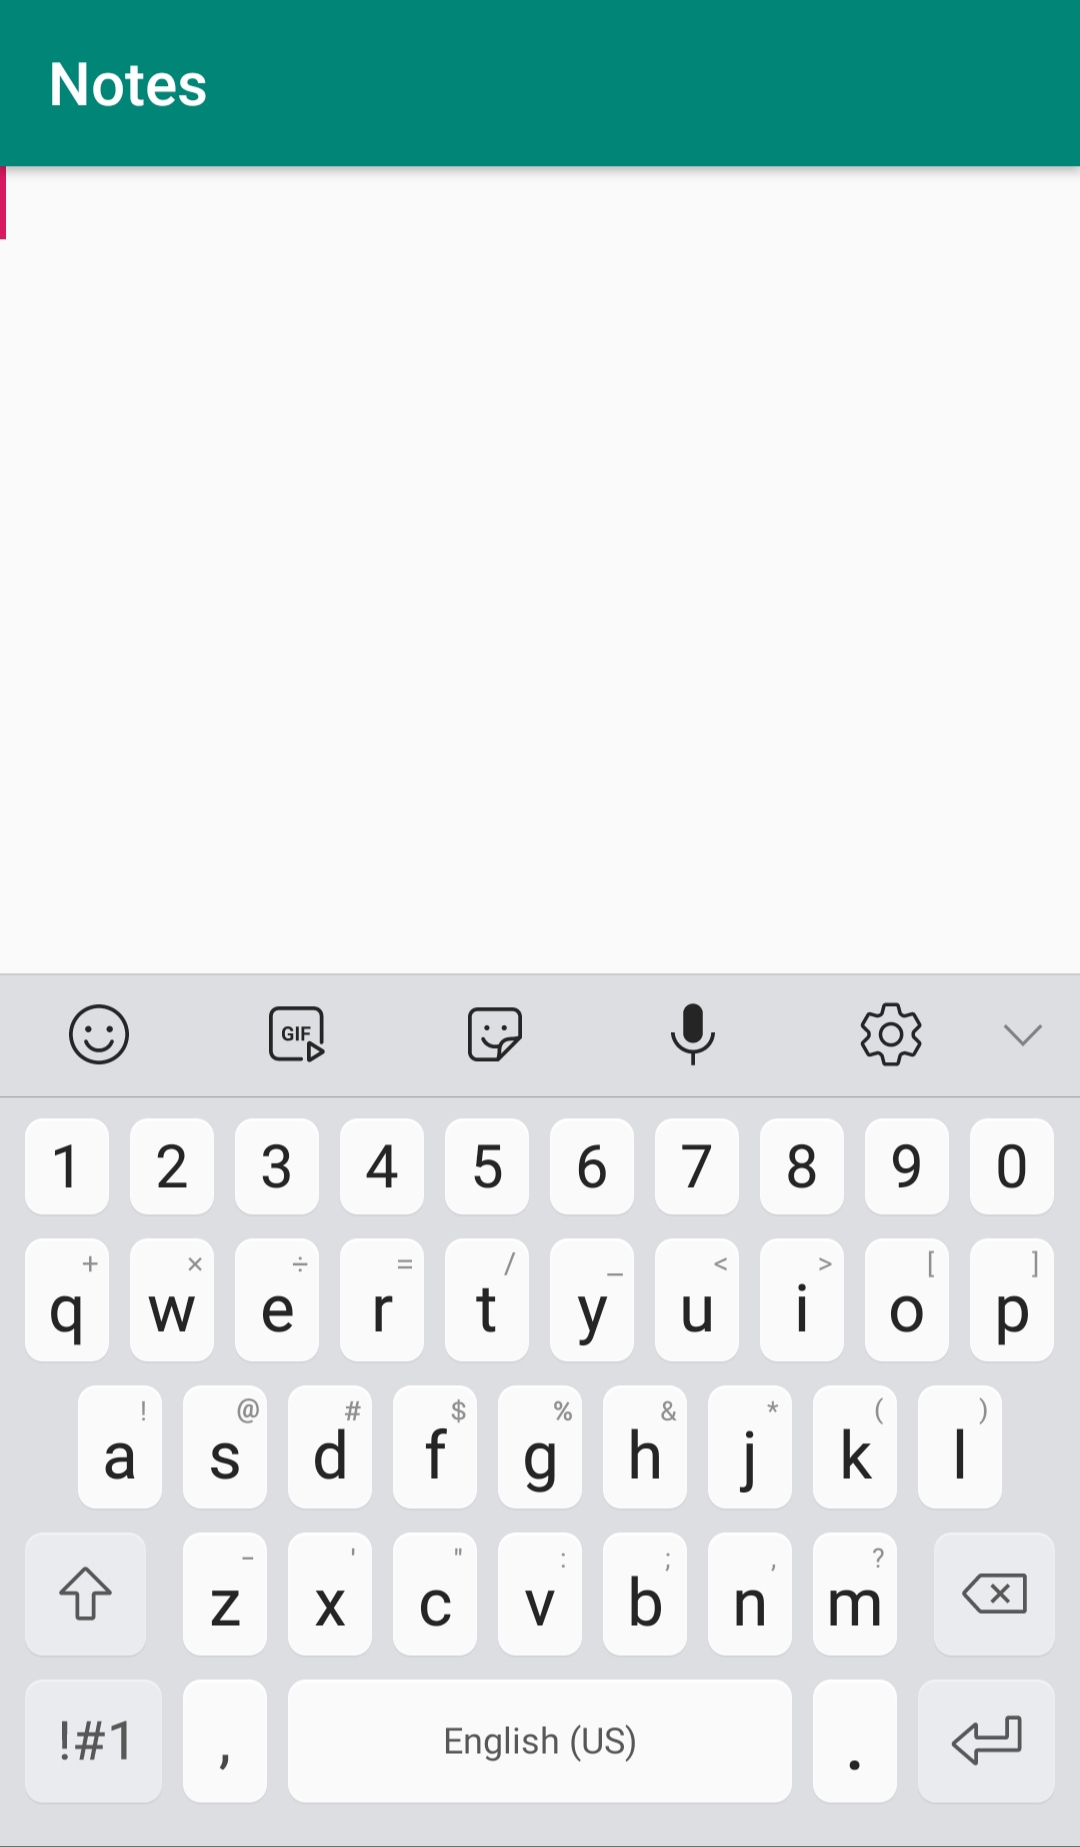 Notes
GIF
1 2 3 4 5 6 7 8 9 0
+ × ÷ = / _ < > [ ]
q w e r t y u i o p
! @ # $ % & * ( )
a s d f g h j k l
- ' " : ; , ?
z x c v b n m
!#1 , English (US) .